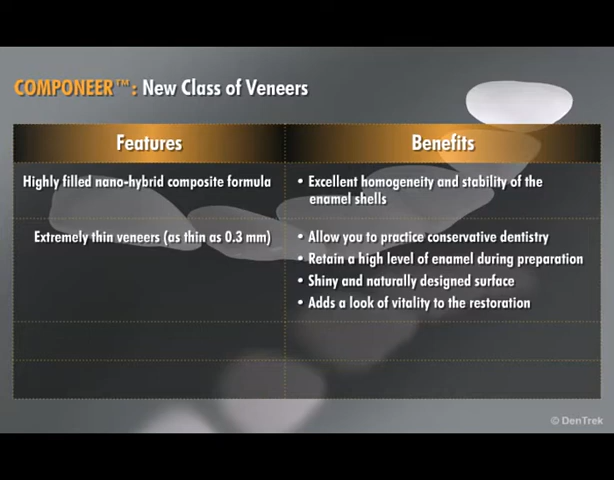 COMPONEER™: New Class of Veneers
Features
Benefits
Highly filled nano-hybrid composite formula
• Excellent homogeneity and stability of the
enamel shells
Extremely thin veneers (as thin as 0.3 mm)
• Allow you to practice conservative dentistry
• Retain a high level of enamel during preparation
• Shiny and naturally designed surface
• Adds a look of vitality to the restoration
© DenTrek